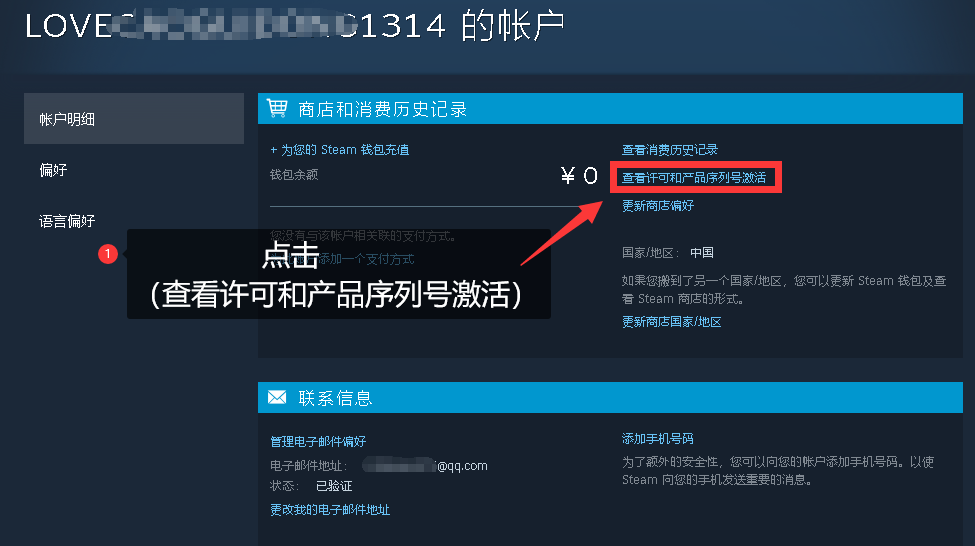 LOVE 1314 的帐户
帐户明细
偏好
语言偏好
商店和消费历史记录
+ 为您的 Steam 钱包充值
钱包余额
¥ 0
查看消费历史记录
查看许可和产品序列号激活
更新商店偏好
您没有与该帐户相关联的支付方式。
添加一个支付方式
1
点击
（查看许可和产品序列号激活）
国家/地区： 中国
如果您搬到了另一个国家/地区，您可以更新 Steam 钱包及查
看 Steam 商店的形式。
更新商店国家/地区
联系信息
管理电子邮件偏好
电子邮件地址： @qq.com
状态： 已验证
更改我的电子邮件地址
添加手机号码
为了额外的安全性，您可以向您的帐户添加手机号码。以使
Steam 向您的手机发送重要的消息。